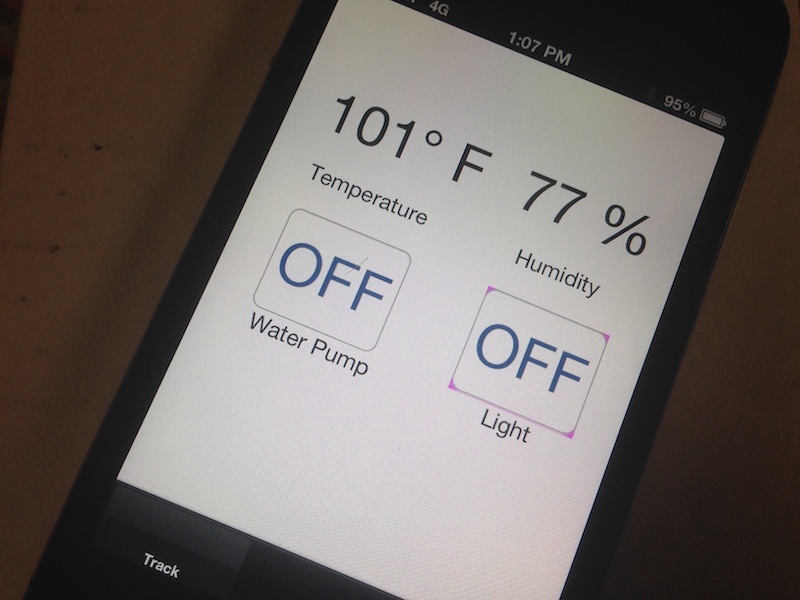 4G 1:07 PM 95%
101° F 77 %
Temperature Humidity
OFF OFF
Water Pump Light
Track